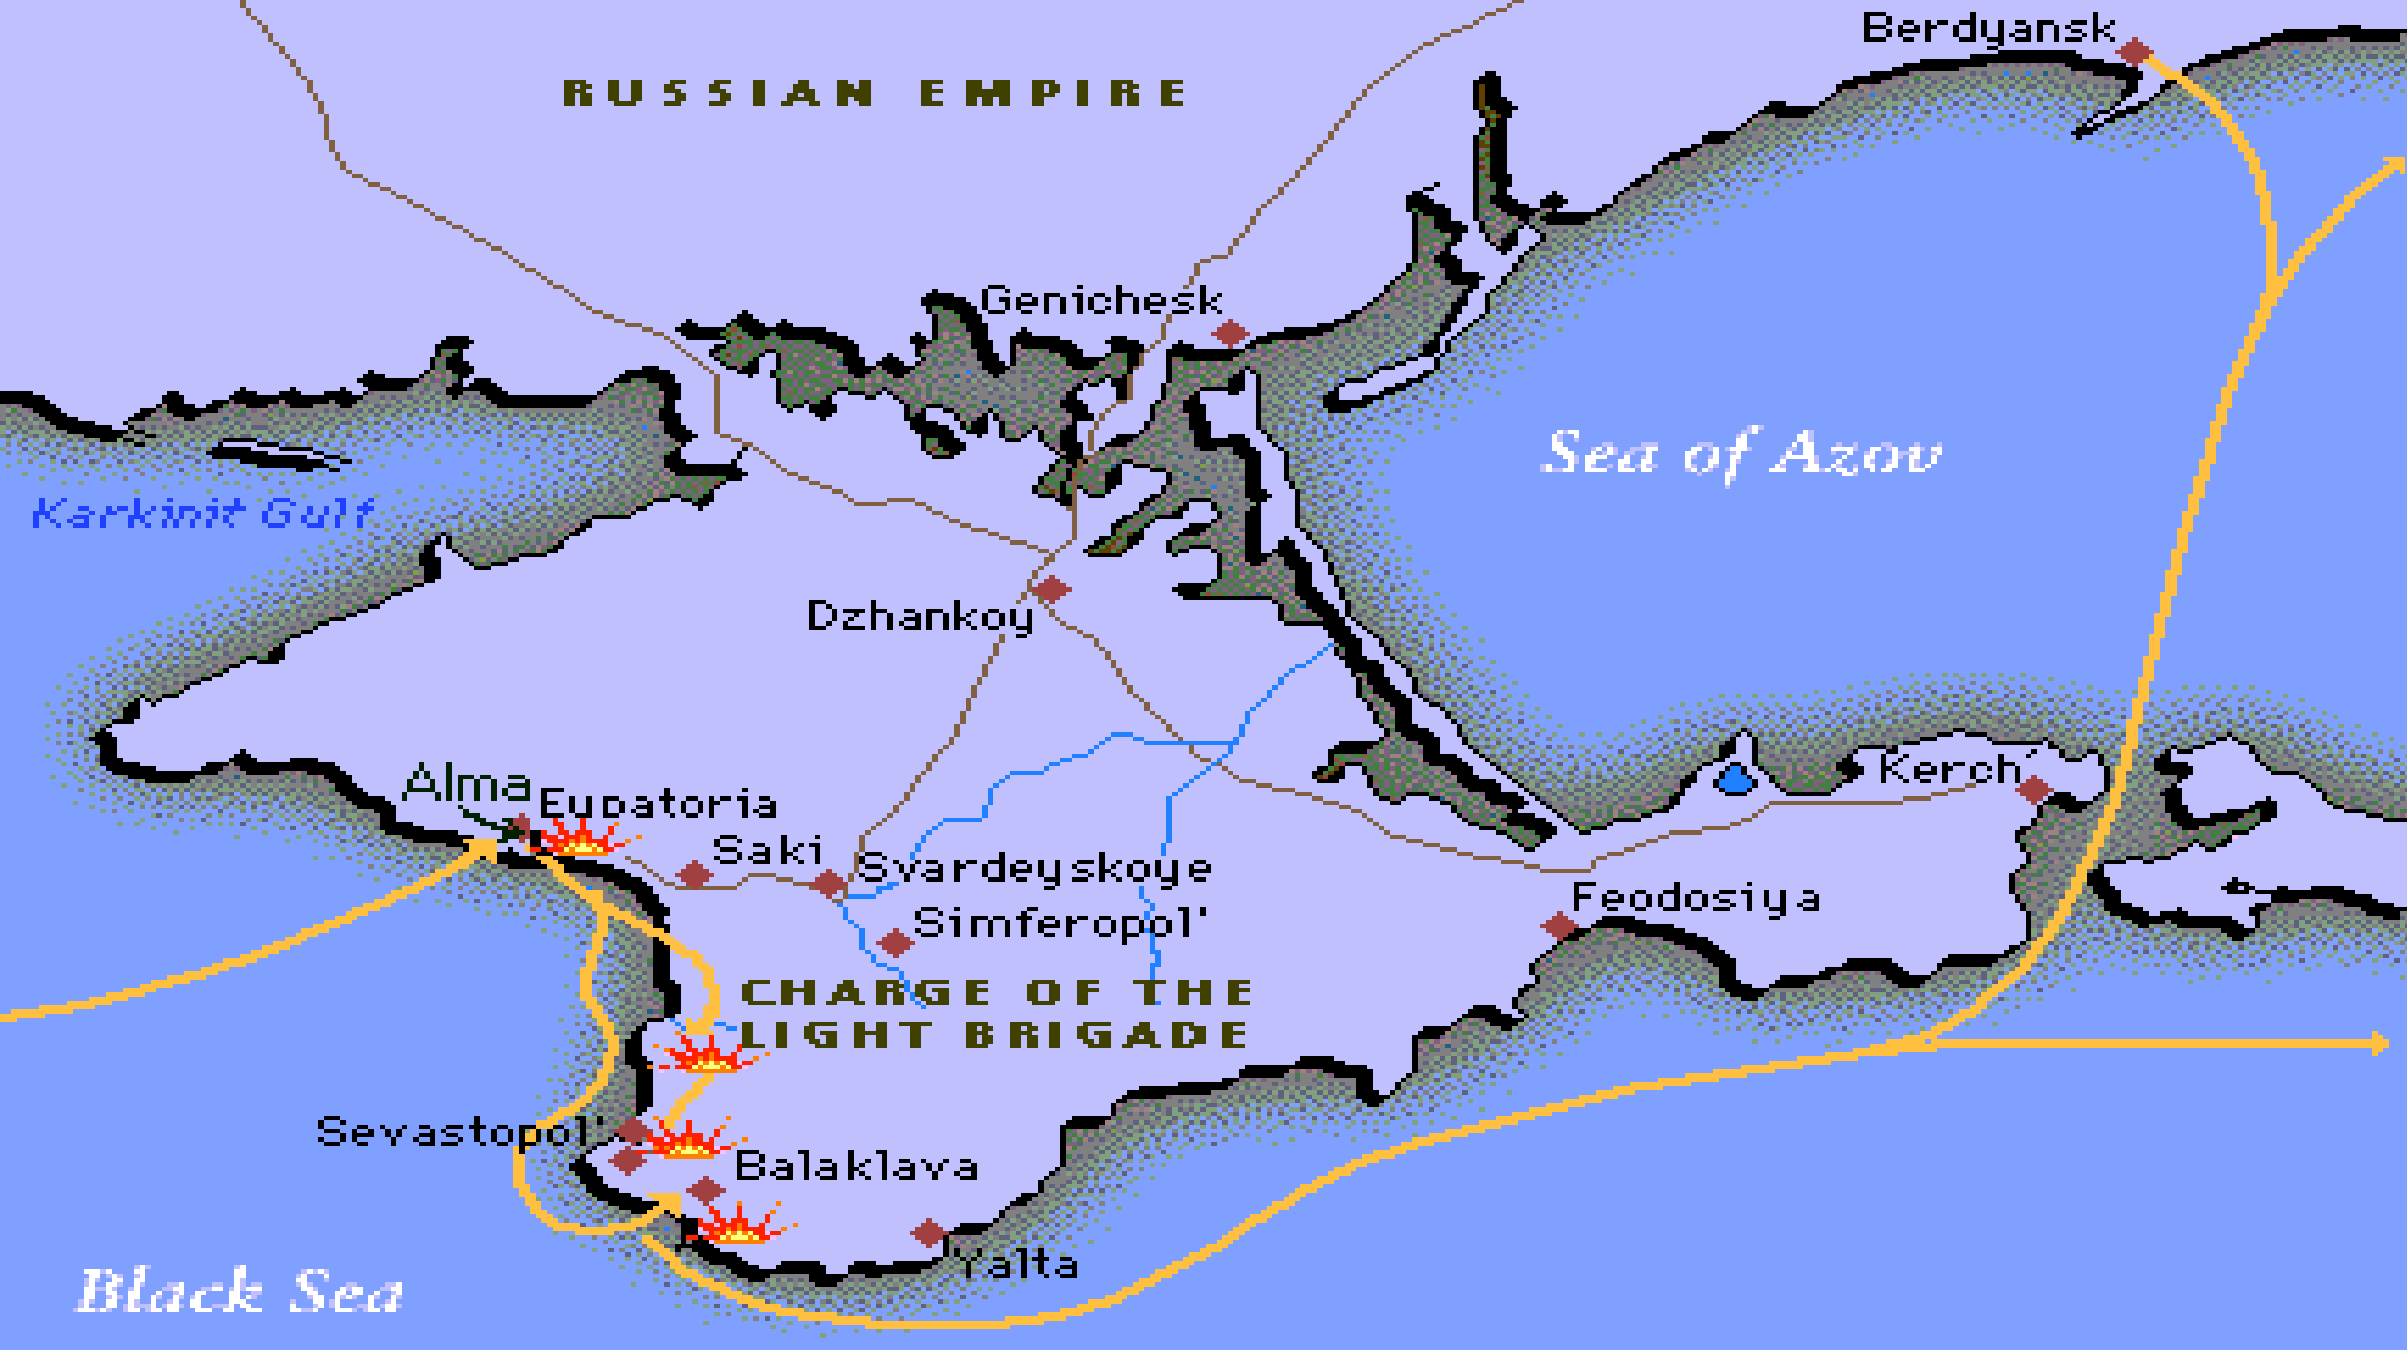 Berdyansk
RUSSIAN EMPIRE
Genichesk
Sea of Azov
Karkinit Gulf
Dzhankoy
Kerch'
Alma
Eupatoria
Saki
Svardeyskoye
Feodosiya
Simferopol'
CHARGE OF THE
LIGHT BRIGADE
Sevastopol'
Balaklava
Yalta
Black Sea